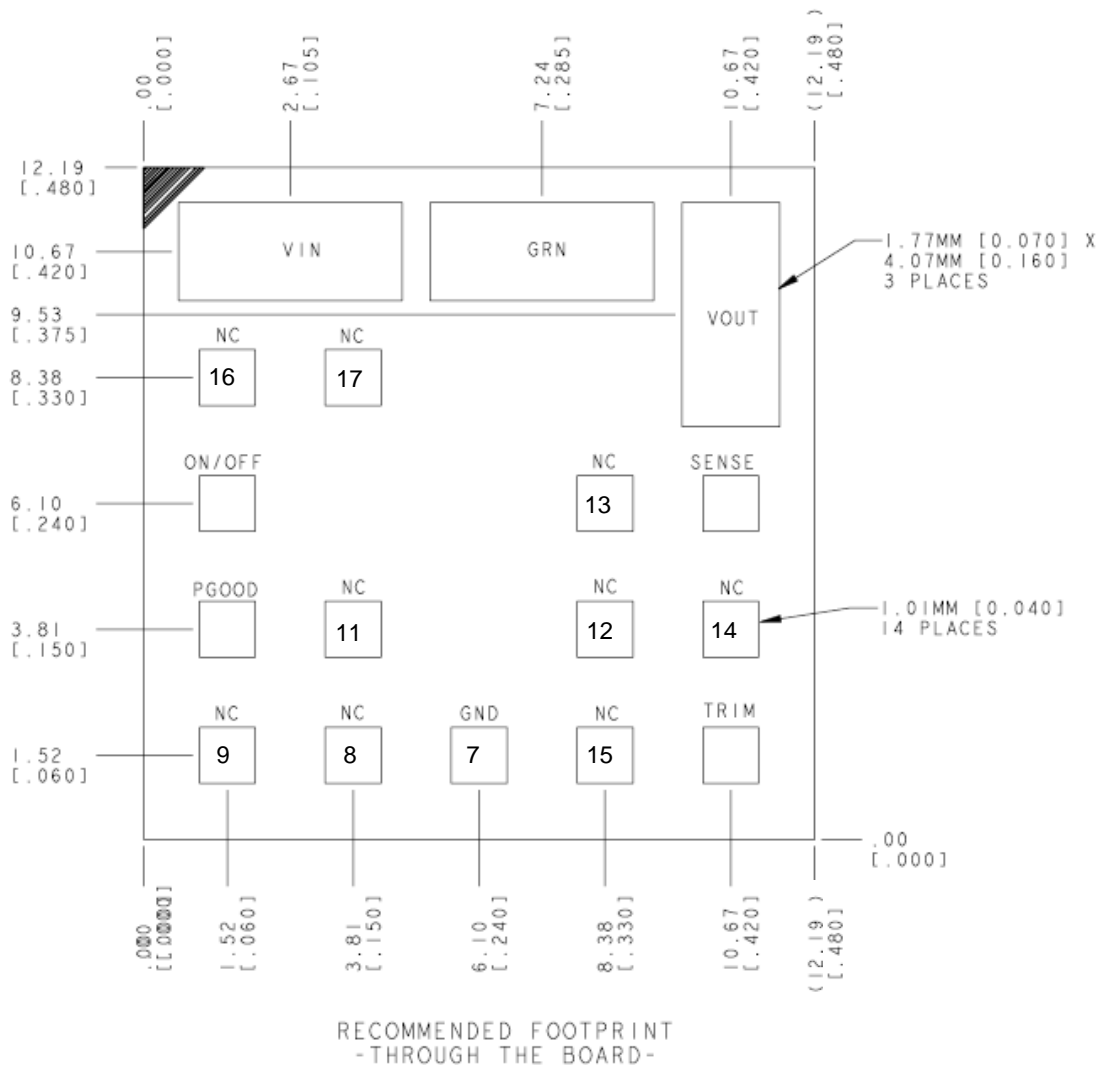 .00
[.0000]
2.67
[.105]
7.24
[.285]
10.67
[.420]
(12.19 )
[.480]
12.19
[.480]
10.67
[.420]
VIN
GRN
1.77MM [0.070] X
4.07MM [0.160]
3 PLACES
9.53
[.375]
VOUT
NC
NC
8.38
[.330]
16
17
ON/OFF
NC
SENSE
6.10
[.240]
13
PGOOD
NC
NC
NC
3.81
[.150]
11
12
14
1.01MM [0.040]
14 PLACES
NC
NC
GND
NC
TRIM
1.52
[.060]
9
8
7
15
.00
[.000]
1.52
[.060]
3.81
[.150]
6.10
[.240]
8.38
[.330]
10.67
[.420]
(12.19 )
[.480]
RECOMMENDED FOOTPRINT
-THROUGH THE BOARD-